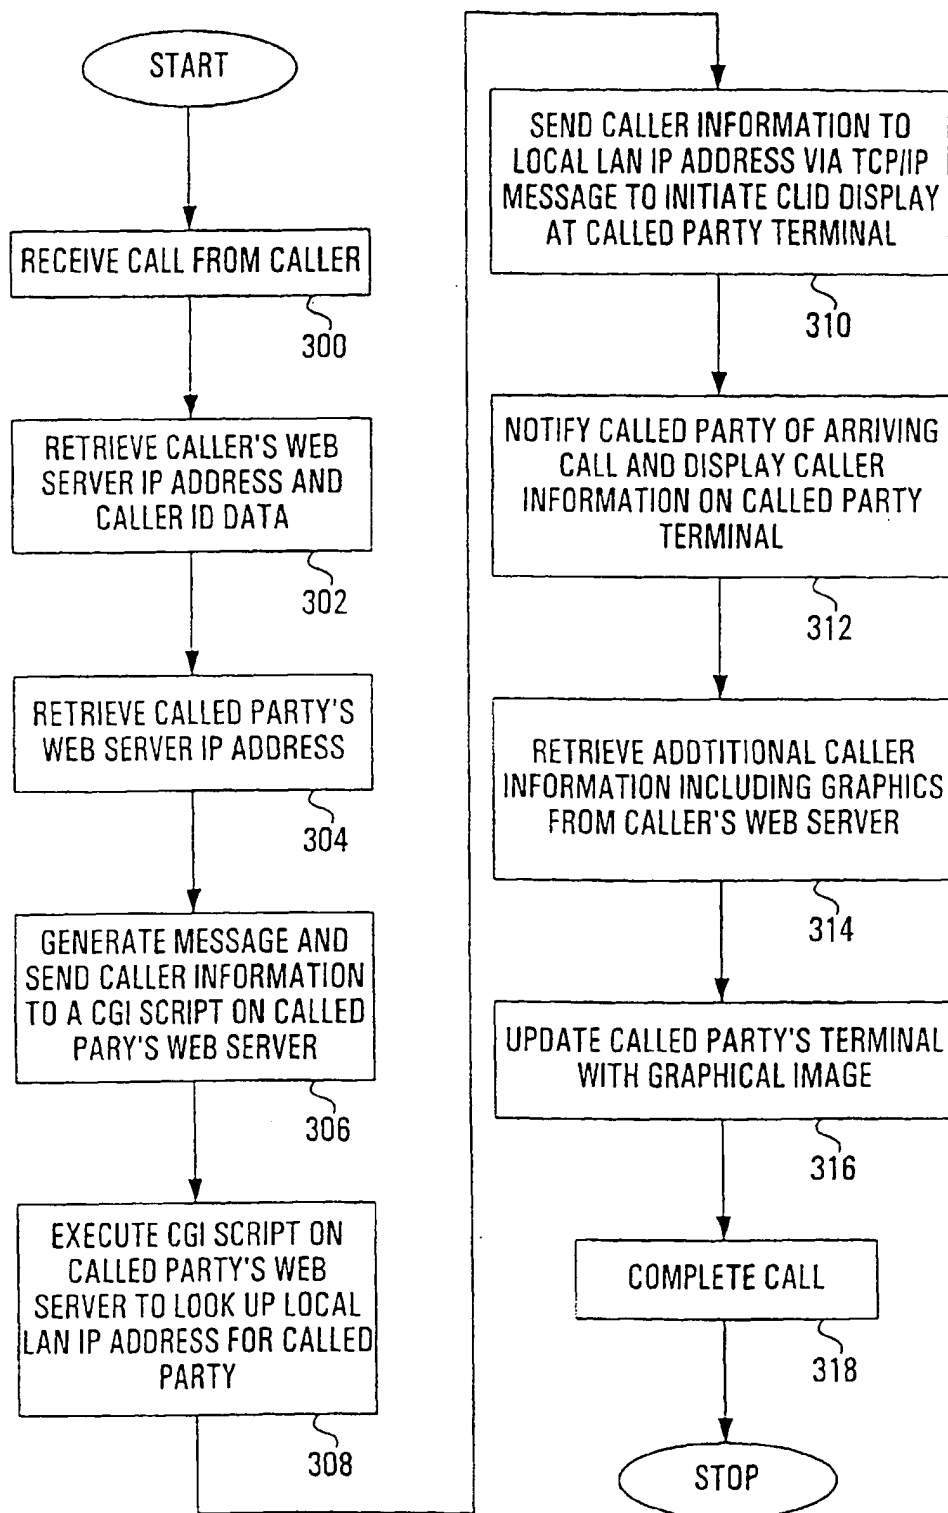 START
RECEIVE CALL FROM CALLER
300
RETRIEVE CALLER'S WEB
SERVER IP ADDRESS AND
CALLER ID DATA
302
RETRIEVE CALLED PARTY'S
WEB SERVER IP ADDRESS
304
GENERATE MESSAGE AND
SEND CALLER INFORMATION
TO A CGI SCRIPT ON CALLED
PARY'S WEB SERVER
306
EXECUTE CGI SCRIPT ON
CALLED PARTY'S WEB
SERVER TO LOOK UP LOCAL
LAN IP ADDRESS FOR CALLED
PARTY
308
SEND CALLER INFORMATION TO
LOCAL LAN IP ADDRESS VIA TCP/IP
MESSAGE TO INITIATE CLID DISPLAY
AT CALLED PARTY TERMINAL
310
NOTIFY CALLED PARTY OF ARRIVING
CALL AND DISPLAY CALLER
INFORMATION ON CALLED PARTY
TERMINAL
312
RETRIEVE ADDTITIONAL CALLER
INFORMATION INCLUDING GRAPHICS
FROM CALLER'S WEB SERVER
314
UPDATE CALLED PARTY'S TERMINAL
WITH GRAPHICAL IMAGE
316
COMPLETE CALL
318
STOP